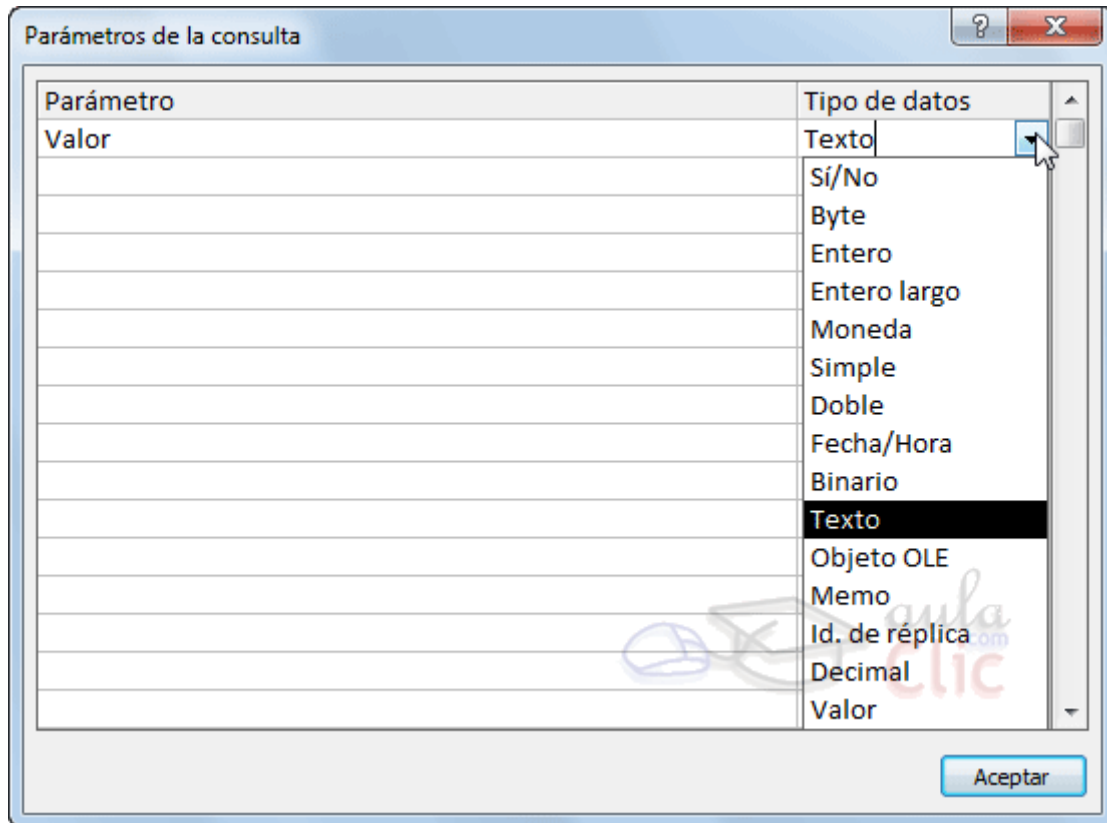 Parámetros de la consulta
Parámetro Tipo de datos
Valor Texto
Sí/No
Byte
Entero
Entero largo
Moneda
Simple
Doble
Fecha/Hora
Binario
Texto
Objeto OLE
Memo
Id. de réplica
Decimal
Valor
aula
.com
Clic
Aceptar